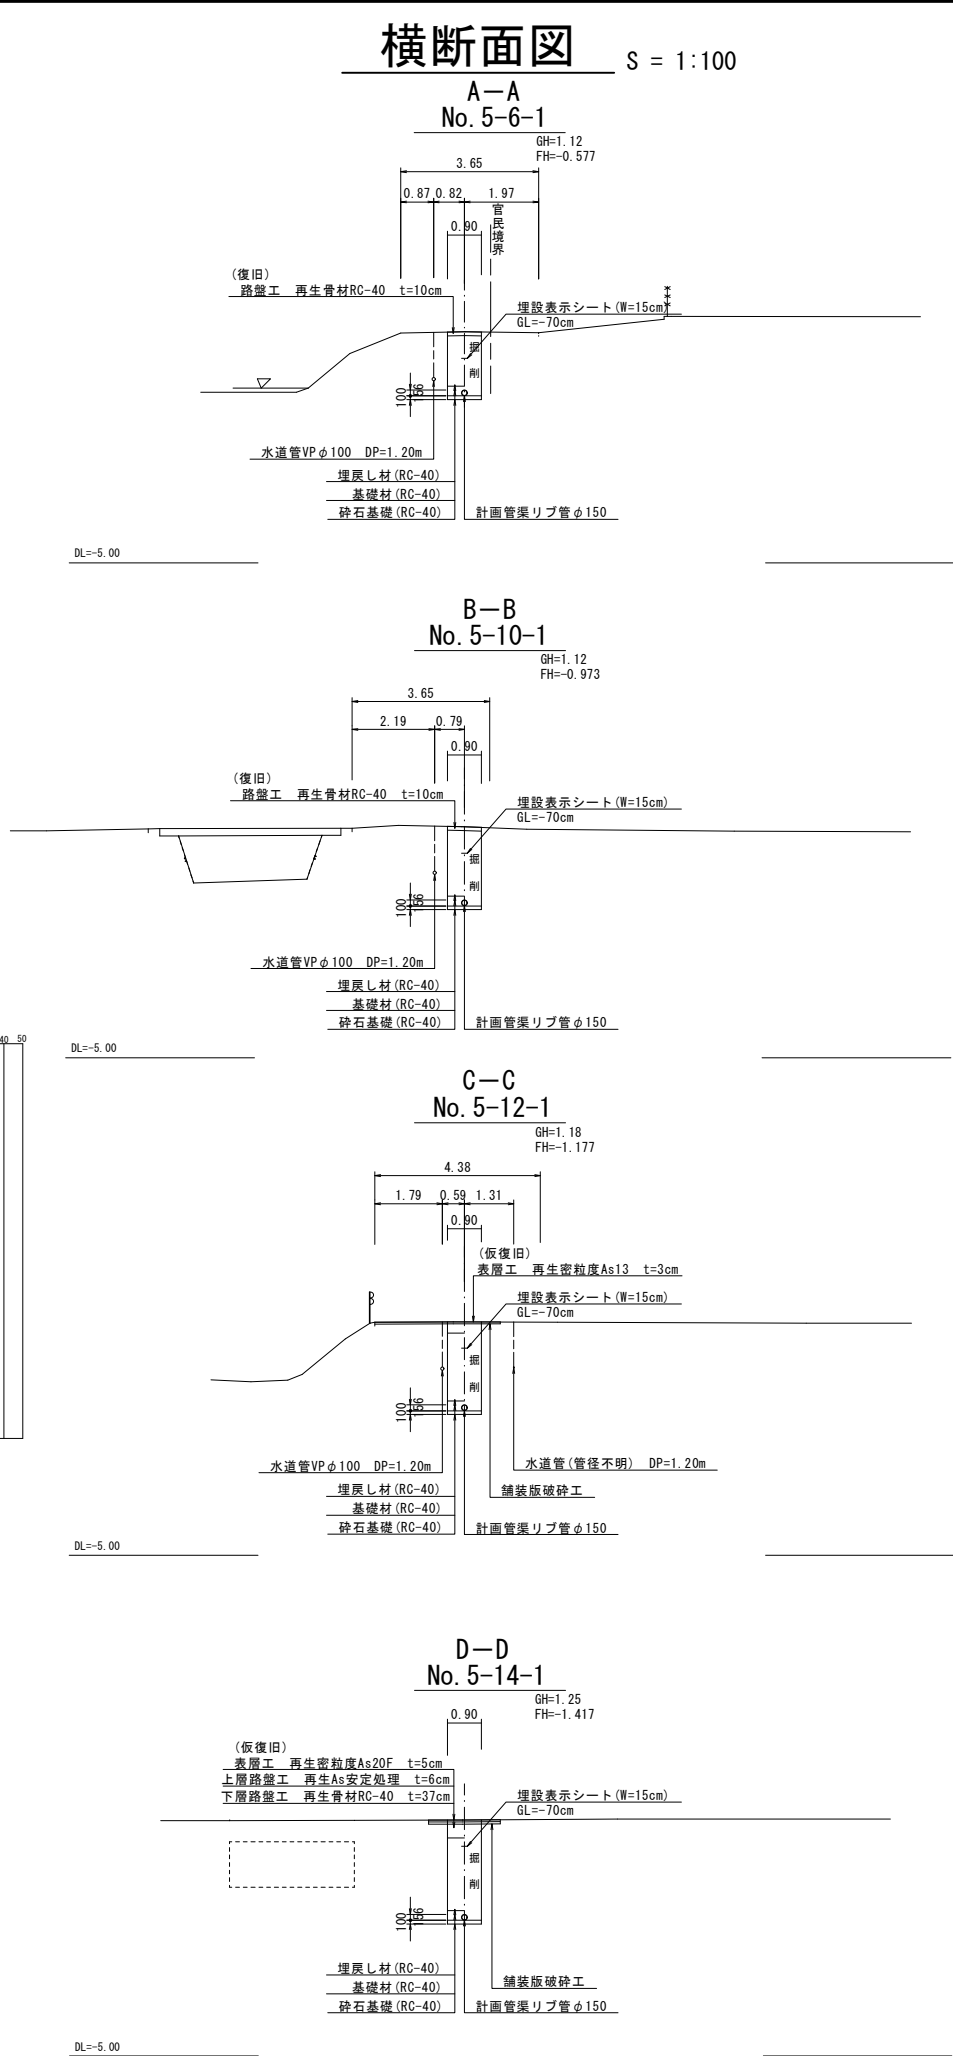 横断面図 S = 1:100
A－A
No.5-6-1
GH=1.12
FH=-0.577
3.65
0.87 0.82 1.97
官民境界
0.90
(復旧)
路盤工 再生骨材RC-40 t=10cm
埋設表示シート(W=15cm)
GL=-70cm
掘削
100
156
水道管VPφ100 DP=1.20m
埋戻し材(RC-40)
基礎材(RC-40)
砕石基礎(RC-40)
計画管渠リブ管φ150
DL=-5.00
B－B
No.5-10-1
GH=1.12
FH=-0.973
3.65
2.19 0.79
0.90
(復旧)
路盤工 再生骨材RC-40 t=10cm
埋設表示シート(W=15cm)
GL=-70cm
掘削
100
156
水道管VPφ100 DP=1.20m
埋戻し材(RC-40)
基礎材(RC-40)
砕石基礎(RC-40)
計画管渠リブ管φ150
40 50
DL=-5.00
C－C
No.5-12-1
GH=1.18
FH=-1.177
4.38
1.79 0.59 1.31
0.90
(仮復旧)
表層工 再生密粒度As13 t=3cm
埋設表示シート(W=15cm)
GL=-70cm
掘削
100
156
水道管VPφ100 DP=1.20m
水道管(管径不明) DP=1.20m
埋戻し材(RC-40)
舗装版破砕工
基礎材(RC-40)
砕石基礎(RC-40)
計画管渠リブ管φ150
DL=-5.00
D－D
No.5-14-1
GH=1.25
FH=-1.417
0.90
(仮復旧)
表層工 再生密粒度As20F t=5cm
上層路盤工 再生As安定処理 t=6cm
下層路盤工 再生骨材RC-40 t=37cm
埋設表示シート(W=15cm)
GL=-70cm
掘削
100
156
埋戻し材(RC-40)
基礎材(RC-40)
舗装版破砕工
砕石基礎(RC-40)
計画管渠リブ管φ150
DL=-5.00